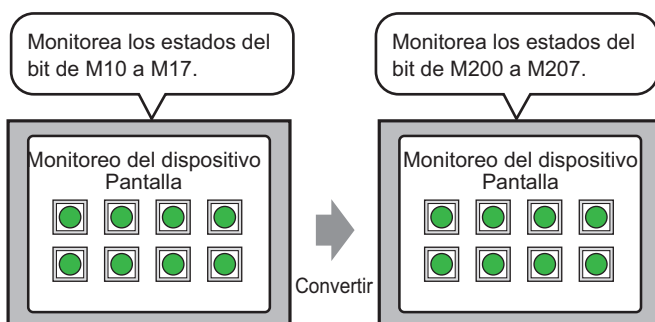 Monitorea los estados del
bit de M10 a M17.
Monitoreo del dispositivo
Pantalla
Convertir
Monitorea los estados del
bit de M200 a M207.
Monitoreo del dispositivo
Pantalla